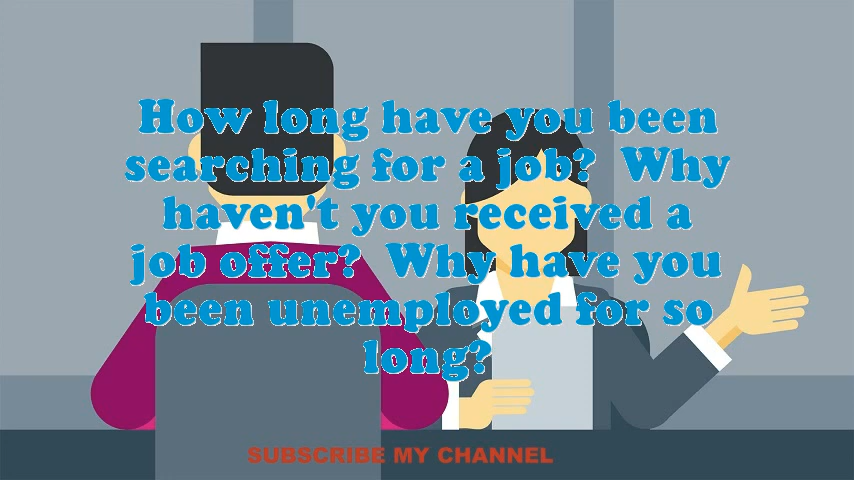 How long have you been
searching for a job?  Why
haven't you received a
job offer?  Why have you
been unemployed for so
long?
SUBSCRIBE MY CHANNEL